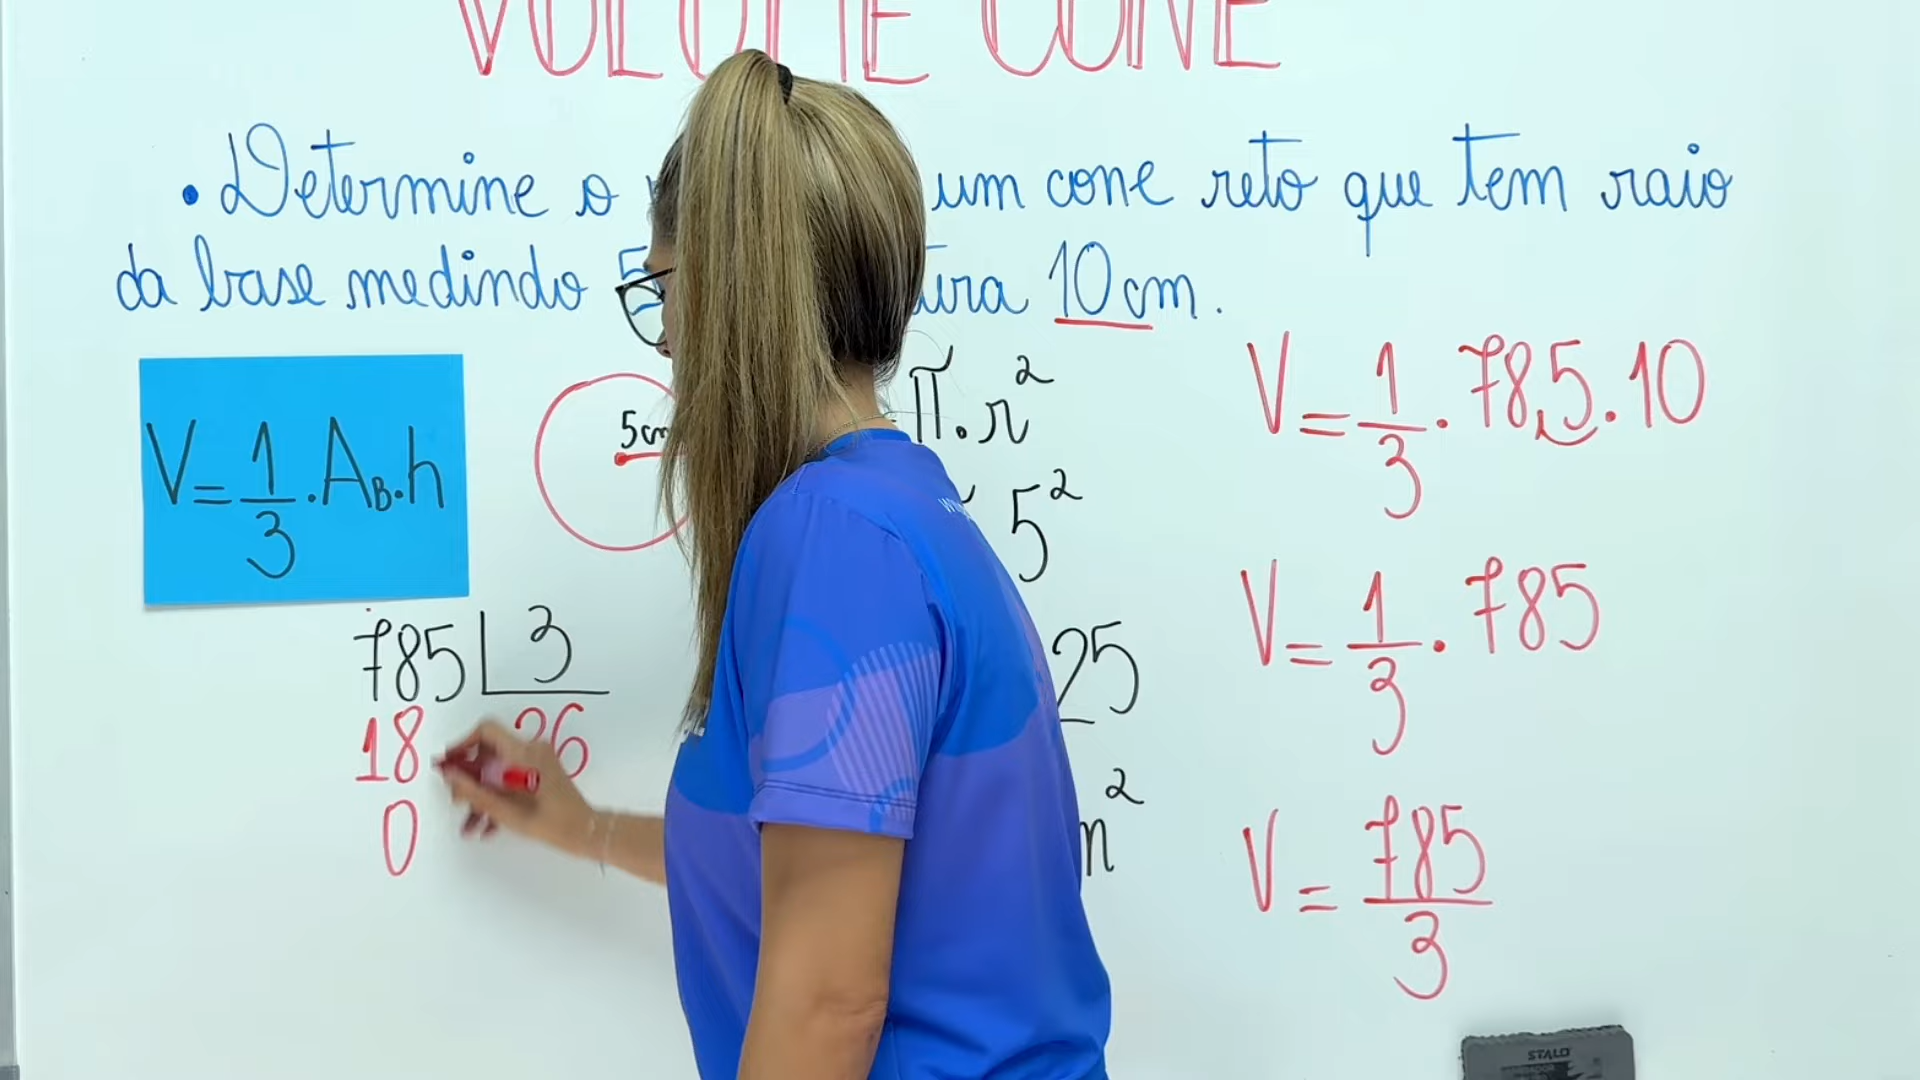 VOLUME CONE
• Determine o um cone reto que tem raio
da base medindo 5 10 cm.
V = 1/3 . AB . h
5cm
π . r²
5²
25
785 | 3
18 26
0
V = 1/3 . 78,5 . 10
V = 1/3 . 785
V = 785/3
STALO